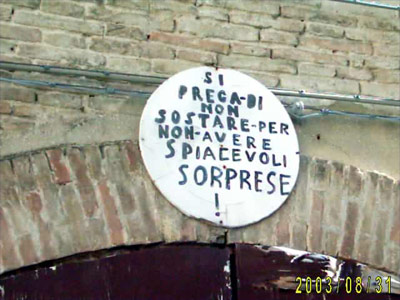 SI
PREGA-DI
NON
SOSTARE-PER
NON-AVERE
SPIACEVOLI
SORPRESE
!
2003/08/31